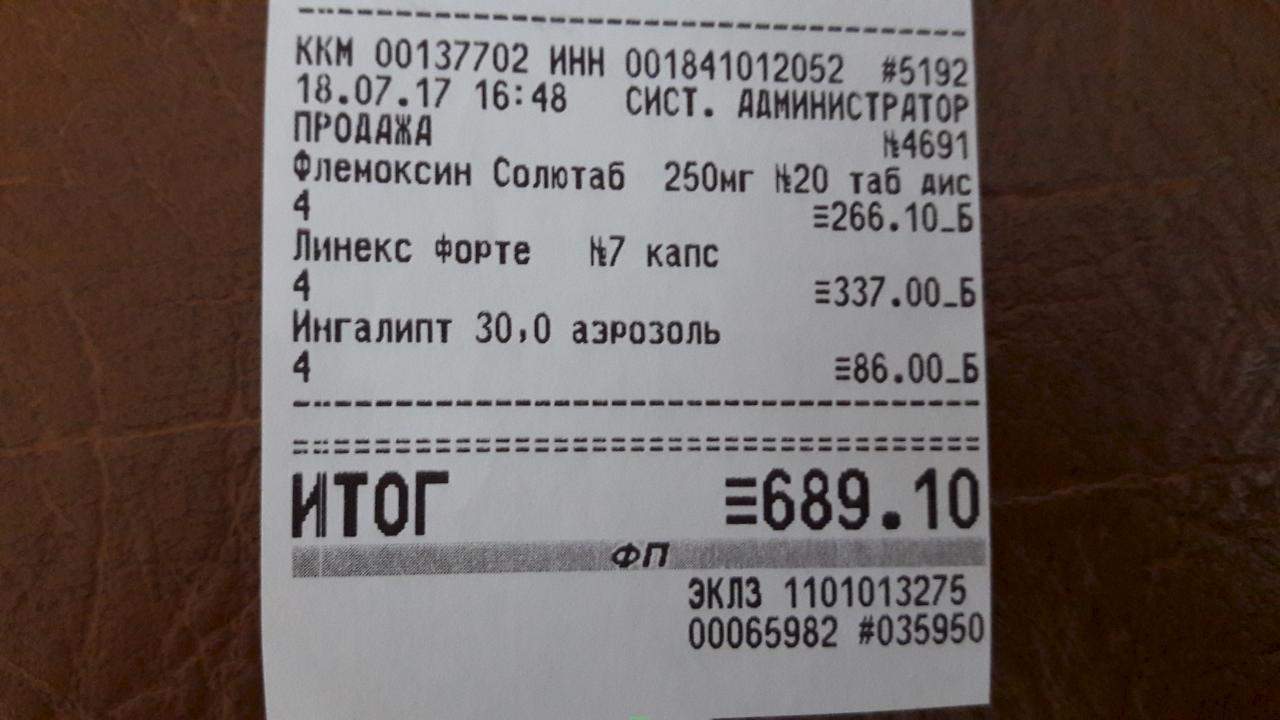 ККМ 00137702 ИНН 001841012052 #5192
18.07.17 16:48 СИСТ. АДМИНИСТРАТОР
ПРОДАЖА №4691
Флемоксин Солютаб 250мг №20 таб дис
4 ≡266.10_Б
Линекс форте №7 капс
4 ≡337.00_Б
Ингалипт 30,0 аэрозоль
4 ≡86.00_Б
ИТОГ ≡689.10
ФП
ЭКЛЗ 1101013275
00065982 #035950